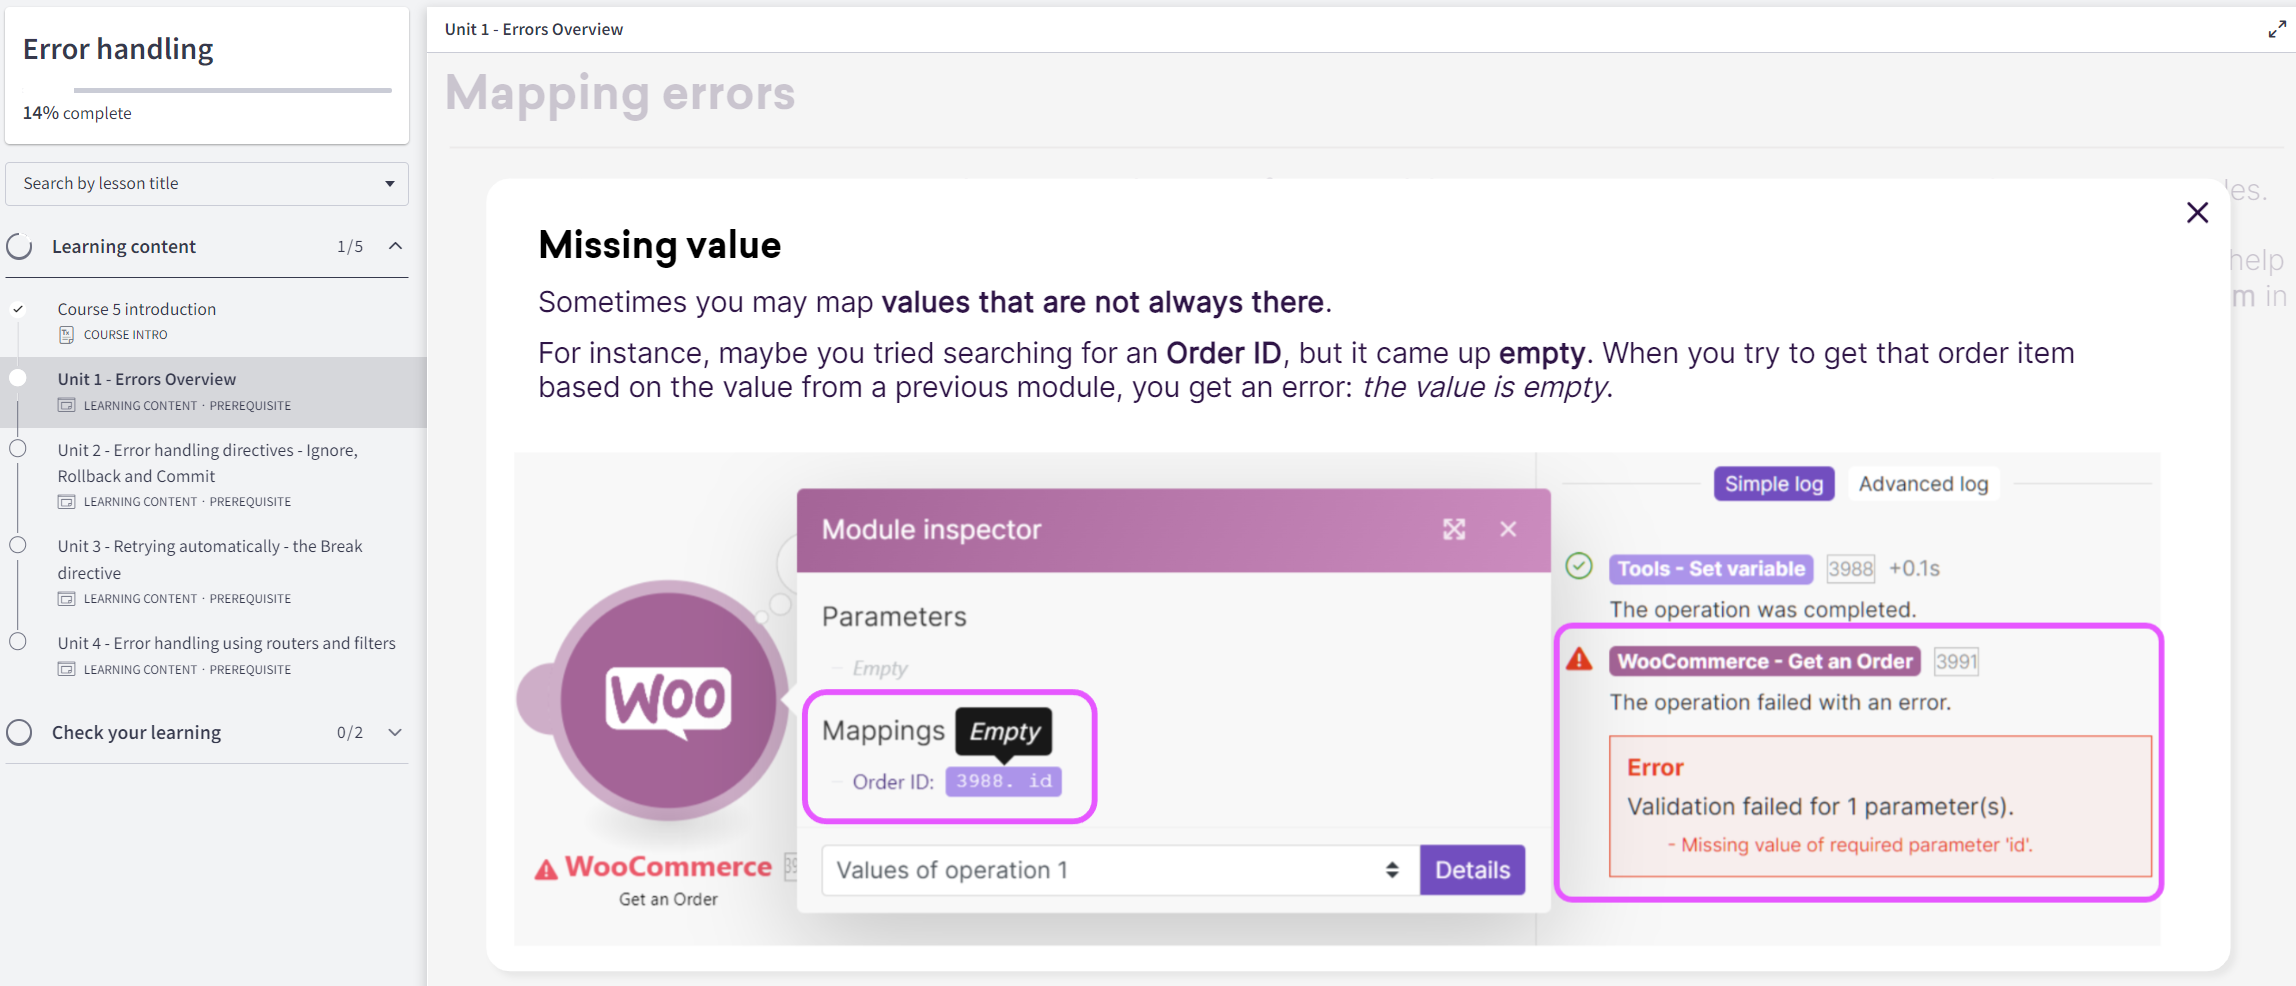 Error handling
14% complete
Search by lesson title
Learning content 1/5
Course 5 introduction
COURSE INTRO
Unit 1 - Errors Overview
LEARNING CONTENT · PREREQUISITE
Unit 2 - Error handling directives - Ignore,
Rollback and Commit
LEARNING CONTENT · PREREQUISITE
Unit 3 - Retrying automatically - the Break
directive
LEARNING CONTENT · PREREQUISITE
Unit 4 - Error handling using routers and filters
LEARNING CONTENT · PREREQUISITE
Check your learning 0/2
Unit 1 - Errors Overview
Mapping errors
help
in
Missing value
Sometimes you may map values that are not always there.
For instance, maybe you tried searching for an Order ID, but it came up empty. When you try to get that order item
based on the value from a previous module, you get an error: the value is empty.
Woo
WooCommerce
Get an Order
Module inspector
Parameters
Empty
Mappings Empty
Order ID: 3988. id
Values of operation 1 Details
Simple log Advanced log
Tools - Set variable 3988 +0.1s
The operation was completed.
WooCommerce - Get an Order 3991
The operation failed with an error.
Error
Validation failed for 1 parameter(s).
- Missing value of required parameter 'id'.